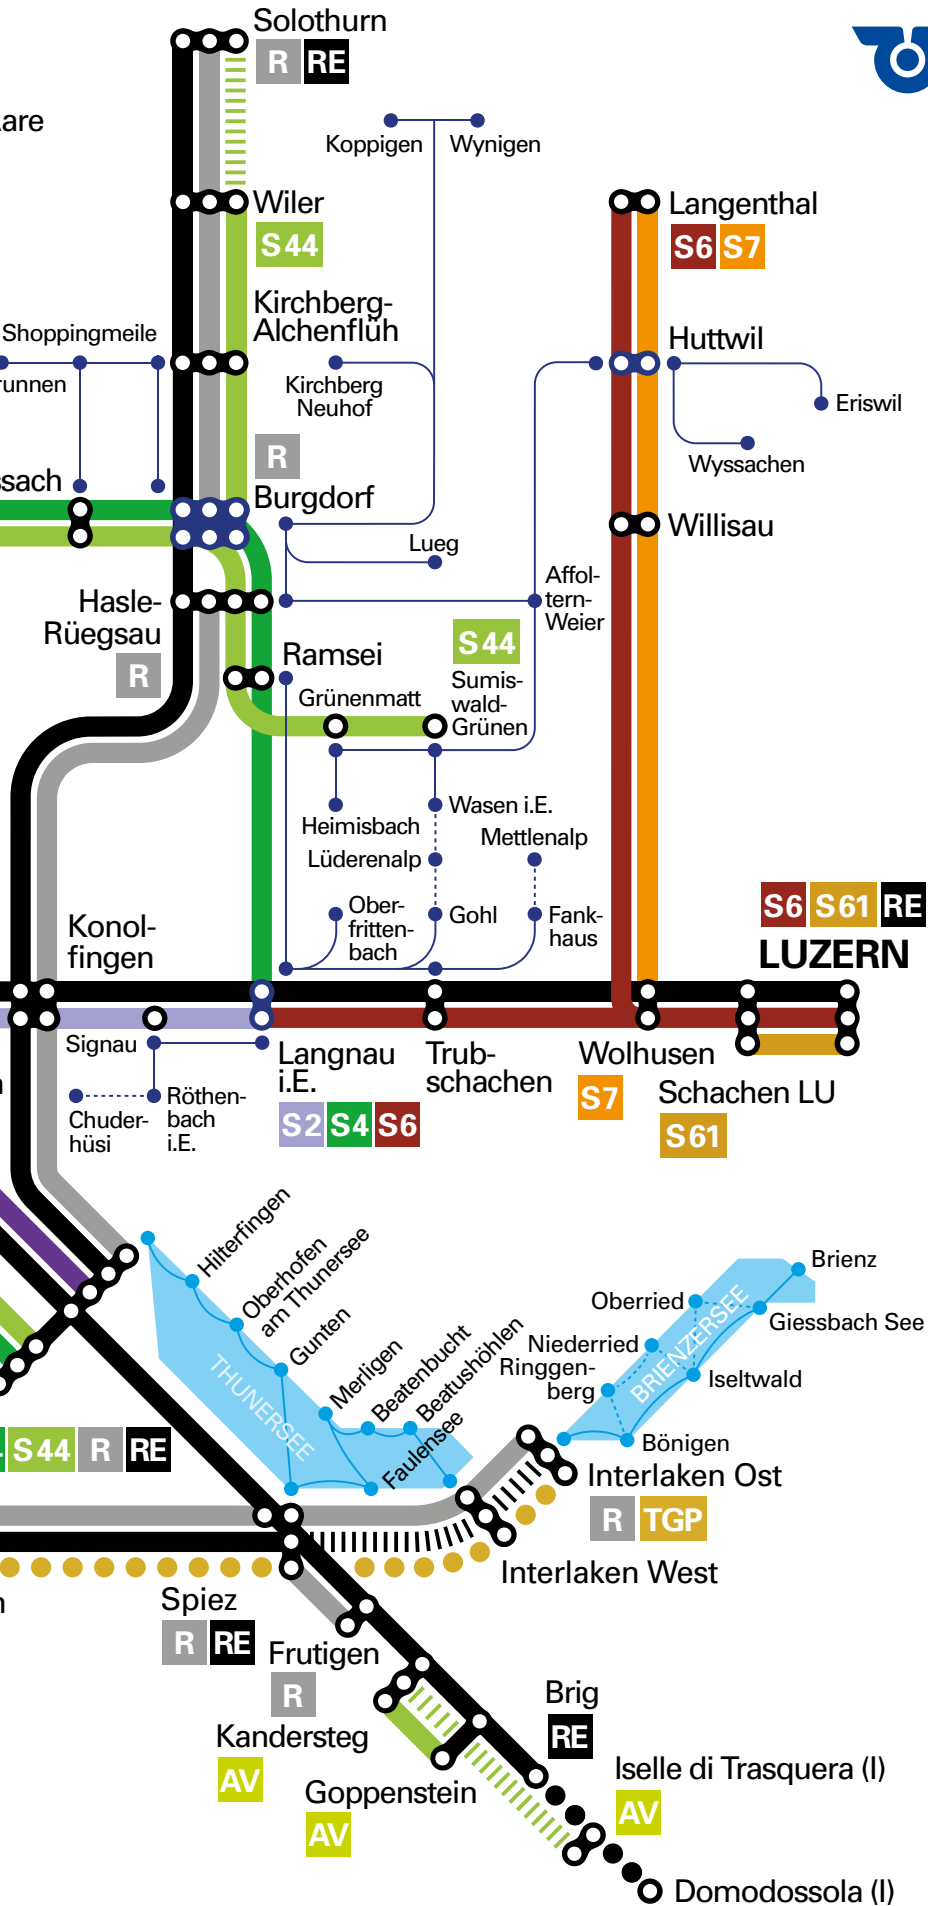 Solothurn
R RE
Koppigen
Wynigen
Wiler
S44
Langenthal
S6 S7
Kirchberg-
Alchenflüh
Shoppingmeile
Huttwil
Kirchberg
Neuhof
Eriswil
R
Wyssachen
Burgdorf
Willisau
Lueg
Affol-
tern-
Weier
Hasle-
Rüegsau
R
S44
Ramsei
Sumis-
wald-
Grünen
Grünenmatt
Wasen i.E.
Heimisbach
Mettlenalp
Lüderenalp
Ober-
fritten-
bach
Gohl
Fank-
haus
S6 S61 RE
LUZERN
Konol-
fingen
Signau
Langnau
i.E.
S2 S4 S6
Trub-
schachen
Wolhusen
S7
Schachen LU
S61
Chuder-
hüsi
Röthen-
bach
i.E.
Hilterfingen
Oberhofen
am Thunersee
Gunten
Merligen
Beatenbucht
Beatushöhlen
Faulensee
THUNERSEE
Brienz
Oberried
Giessbach See
Niederried
Ringgen-
berg
BRIENZERSEE
Iseltwald
Bönigen
S44 R RE
Interlaken Ost
R TGP
Interlaken West
Spiez
R RE
Frutigen
R
Kandersteg
AV
Goppenstein
AV
Brig
RE
Iselle di Trasquera (I)
AV
Domodossola (I)